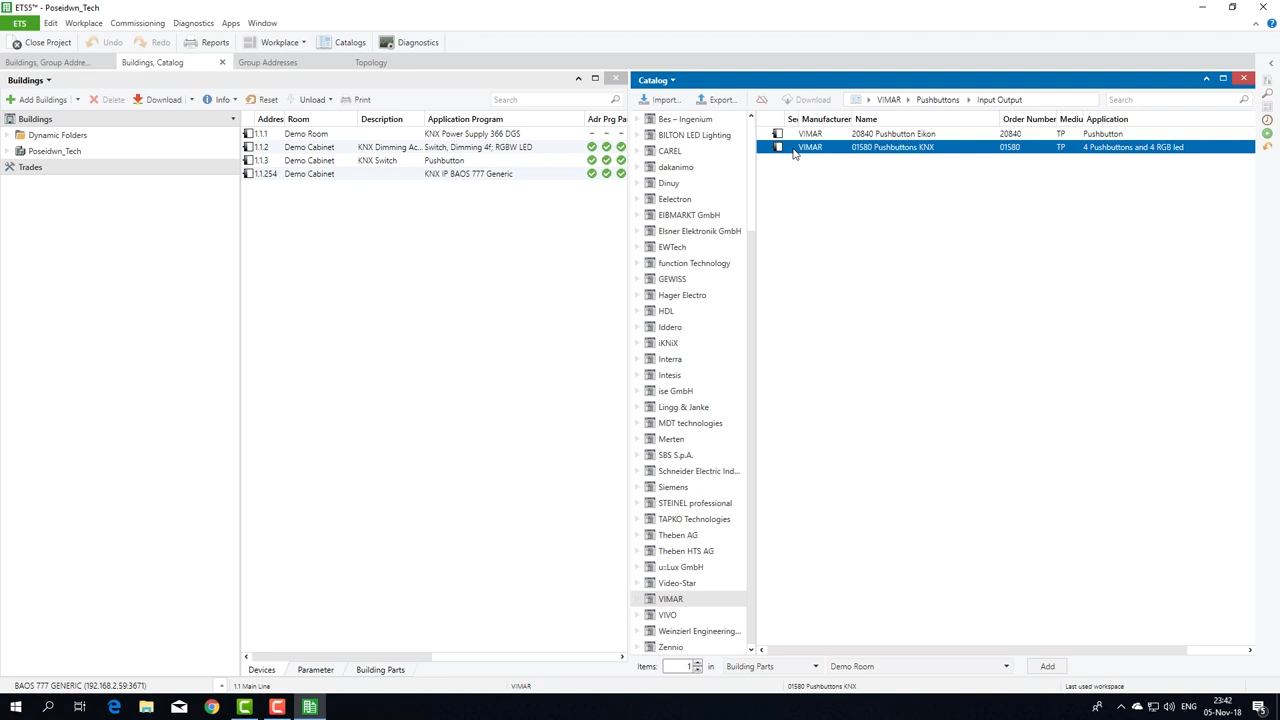 ETS5™ - Poseidwn_Tech
ETS Edit Workplace Commissioning Diagnostics Apps Window
Close Project Undo Redo Reports Workplace Catalogs Diagnostics
Buildings, Group Addre... Buildings, Catalog Group Addresses Topology
Buildings
Add Buildings Delete Download Info Reset Unload Print Search
Buildings
Dynamic Folders
Poseidwn_Tech
Trades
Addres Room Description Application Program Adr Prg Pa
1.1.1 Demo Room KNX Power Supply 366 DGS
1.1.2 Demo Cabinet KNX Dimming Ac... Switch, Dimming 4f; RGBW LED
1.1.3 Demo Cabinet KNX Switch Pushbutton
1.1.254 Demo Cabinet KNX IP BAOS 777 Generic
Devices Parameter Building Parts
Catalog
Import... Export... Download VIMAR Pushbuttons Input Output Search
Bes – Ingenium
BILTON LED Lighting
CAREL
dakanimo
Dinuy
Eelectron
EIBMARKT GmbH
Elsner Elektronik GmbH
EWTech
function Technology
GEWISS
Hager Electro
HDL
Iddero
iKNiX
Interra
Intesis
ise GmbH
Lingg & Janke
MDT technologies
Merten
SBS S.p.A.
Schneider Electric Ind...
Siemens
STEINEL professional
TAPKO Technologies
Theben AG
Theben HTS AG
u::Lux GmbH
Video-Star
VIMAR
VIVO
Weinzierl Engineering...
Zennio
Se Manufacturer Name Order Number Mediu Application
VIMAR 20840 Pushbutton Eikon 20840 TP Pushbutton
VIMAR 01580 Pushbuttons KNX 01580 TP 4 Pushbuttons and 4 RGB led
Items: 1 in Building Parts Demo Room Add
BAOS 777 GENERIC (192.168.2.59:3671) 1.1 Main Line VIMAR 01580 Pushbuttons KNX Last used workspace
ENG 23:42
05-Nov-18